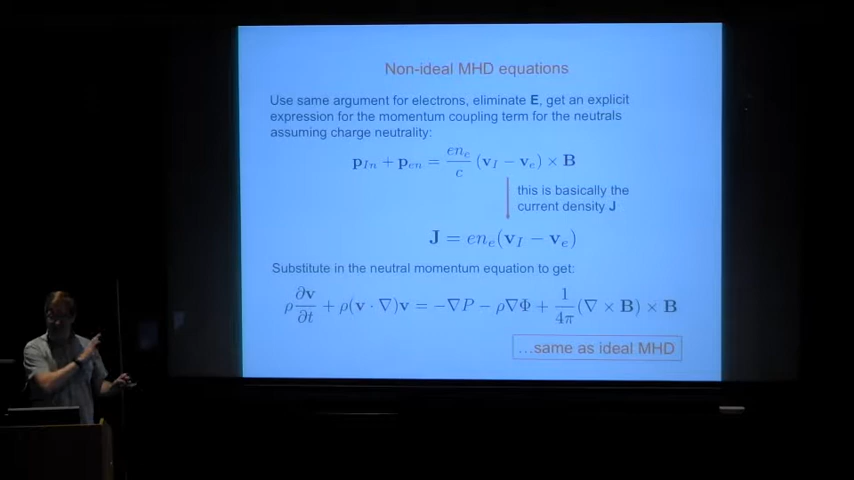 Non-ideal MHD equations
Use same argument for electrons, eliminate E, get an explicit
expression for the momentum coupling term for the neutrals
assuming charge neutrality:
p_{In} + p_{en} = \frac{en_e}{c} (v_I − v_e) × B
this is basically the
current density J
J = en_e(v_I − v_e)
Substitute in the neutral momentum equation to get:
ρ\frac{∂v}{∂t} + ρ(v · ∇)v = −∇P − ρ∇Φ + \frac{1}{4π}(∇ × B) × B
...same as ideal MHD